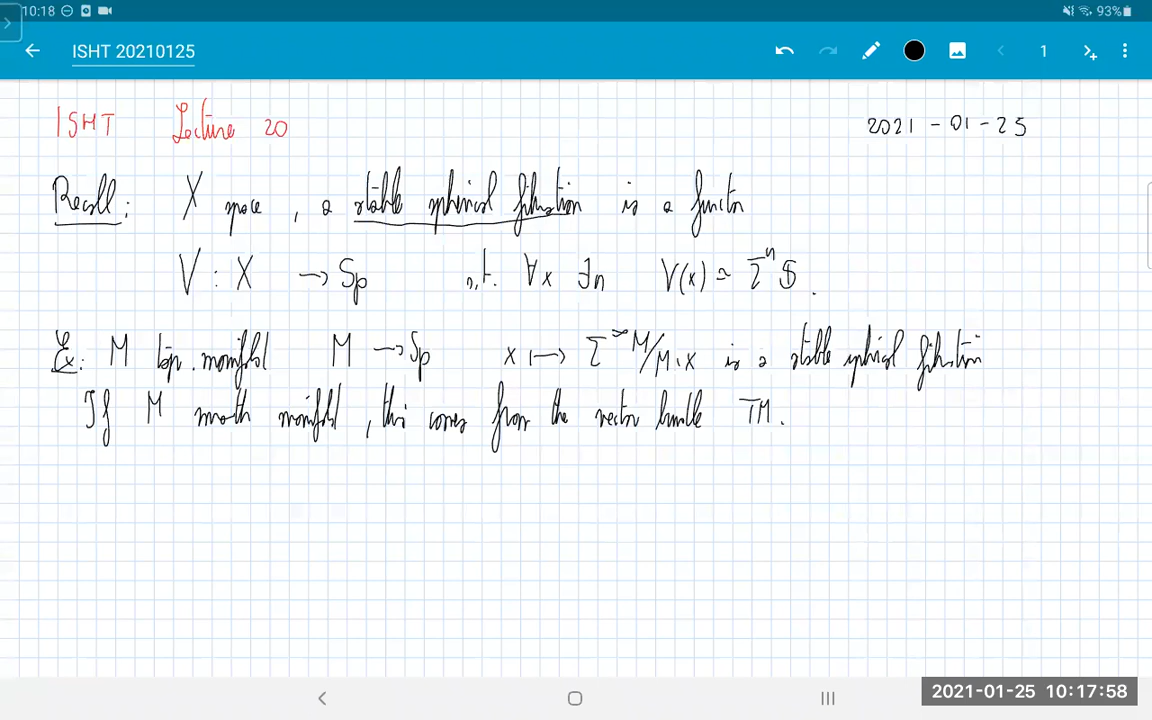 10:18
93%
ISHT 20210125
1
ISHT Lecture 20
2021-01-25
Recall: X space, a stable spherical fibration is a functor
V : X → Sp s.t. ∀x ∃n V(x) ≃ Σⁿ 𝕊.
Ex: M top. manifold M → Sp x ↦ Σ^∞ M/M∖x is a stable spherical fibration
If M smooth manifold, this comes from the vector bundle TM.
2021-01-25 10:17:58